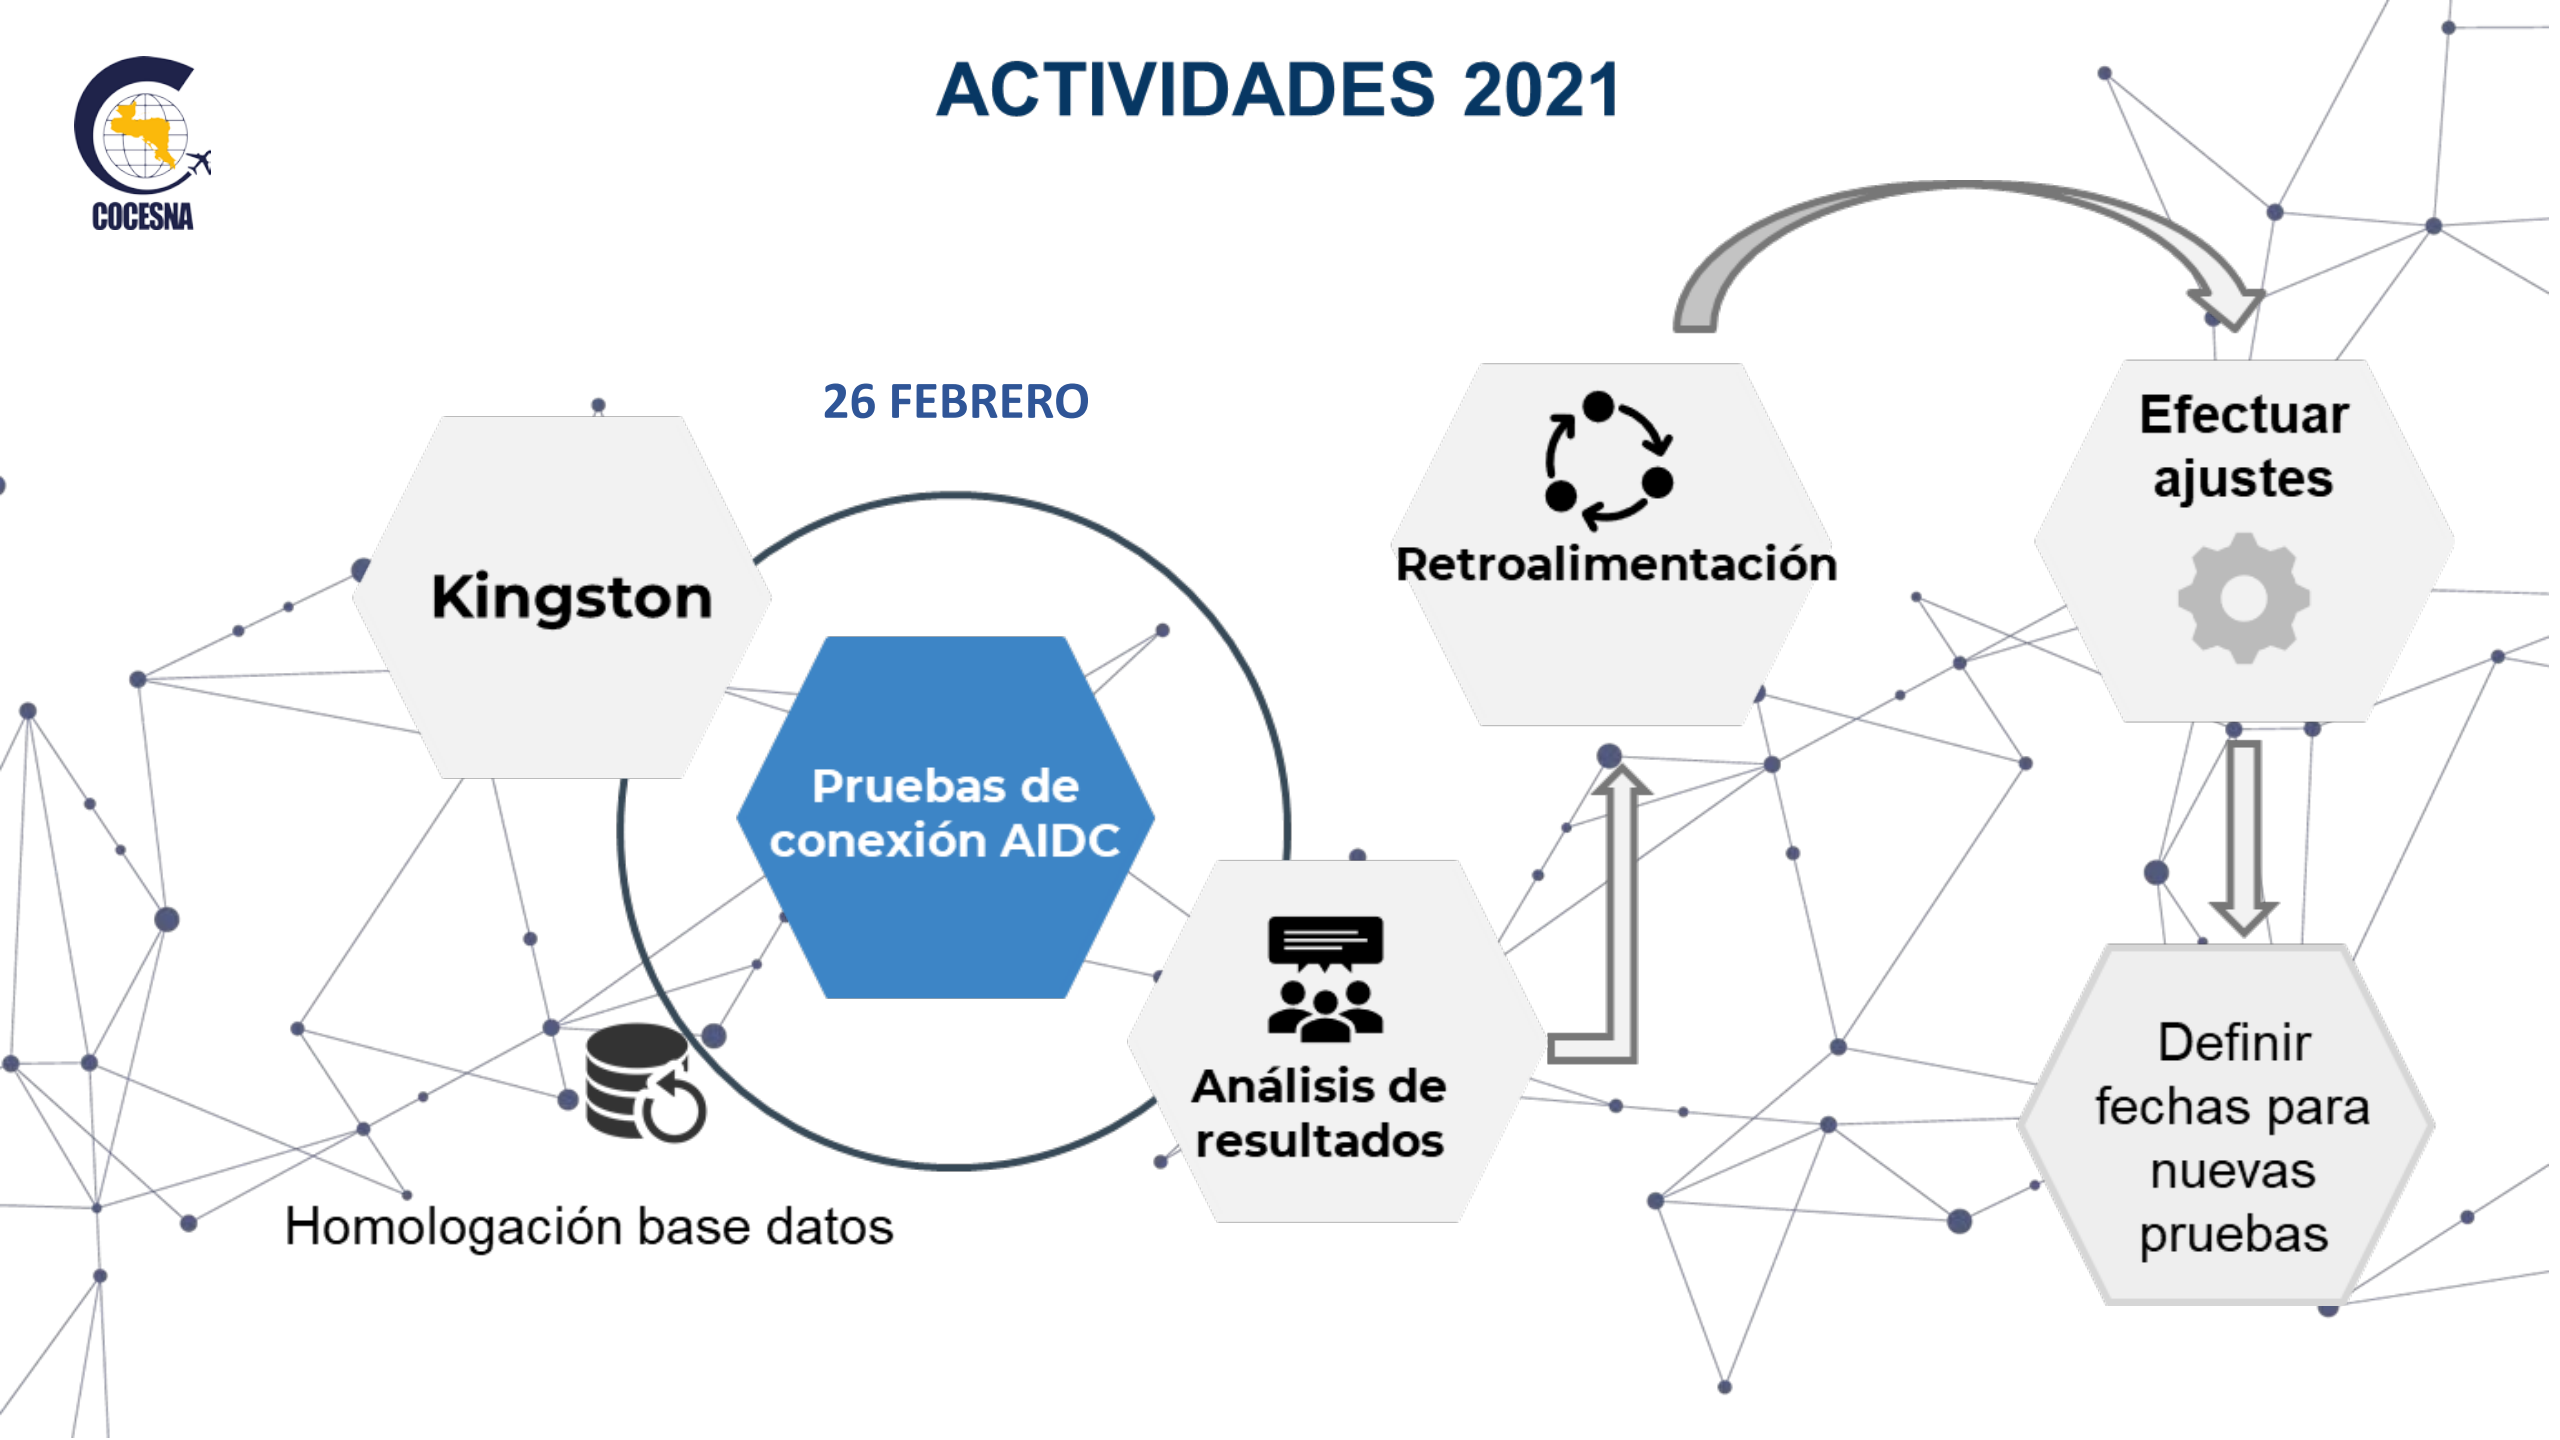 ACTIVIDADES 2021
COCESNA
26 FEBRERO
Kingston
Pruebas de
conexión AIDC
Homologación base datos
Análisis de
resultados
Retroalimentación
Efectuar
ajustes
Definir
fechas para
nuevas
pruebas